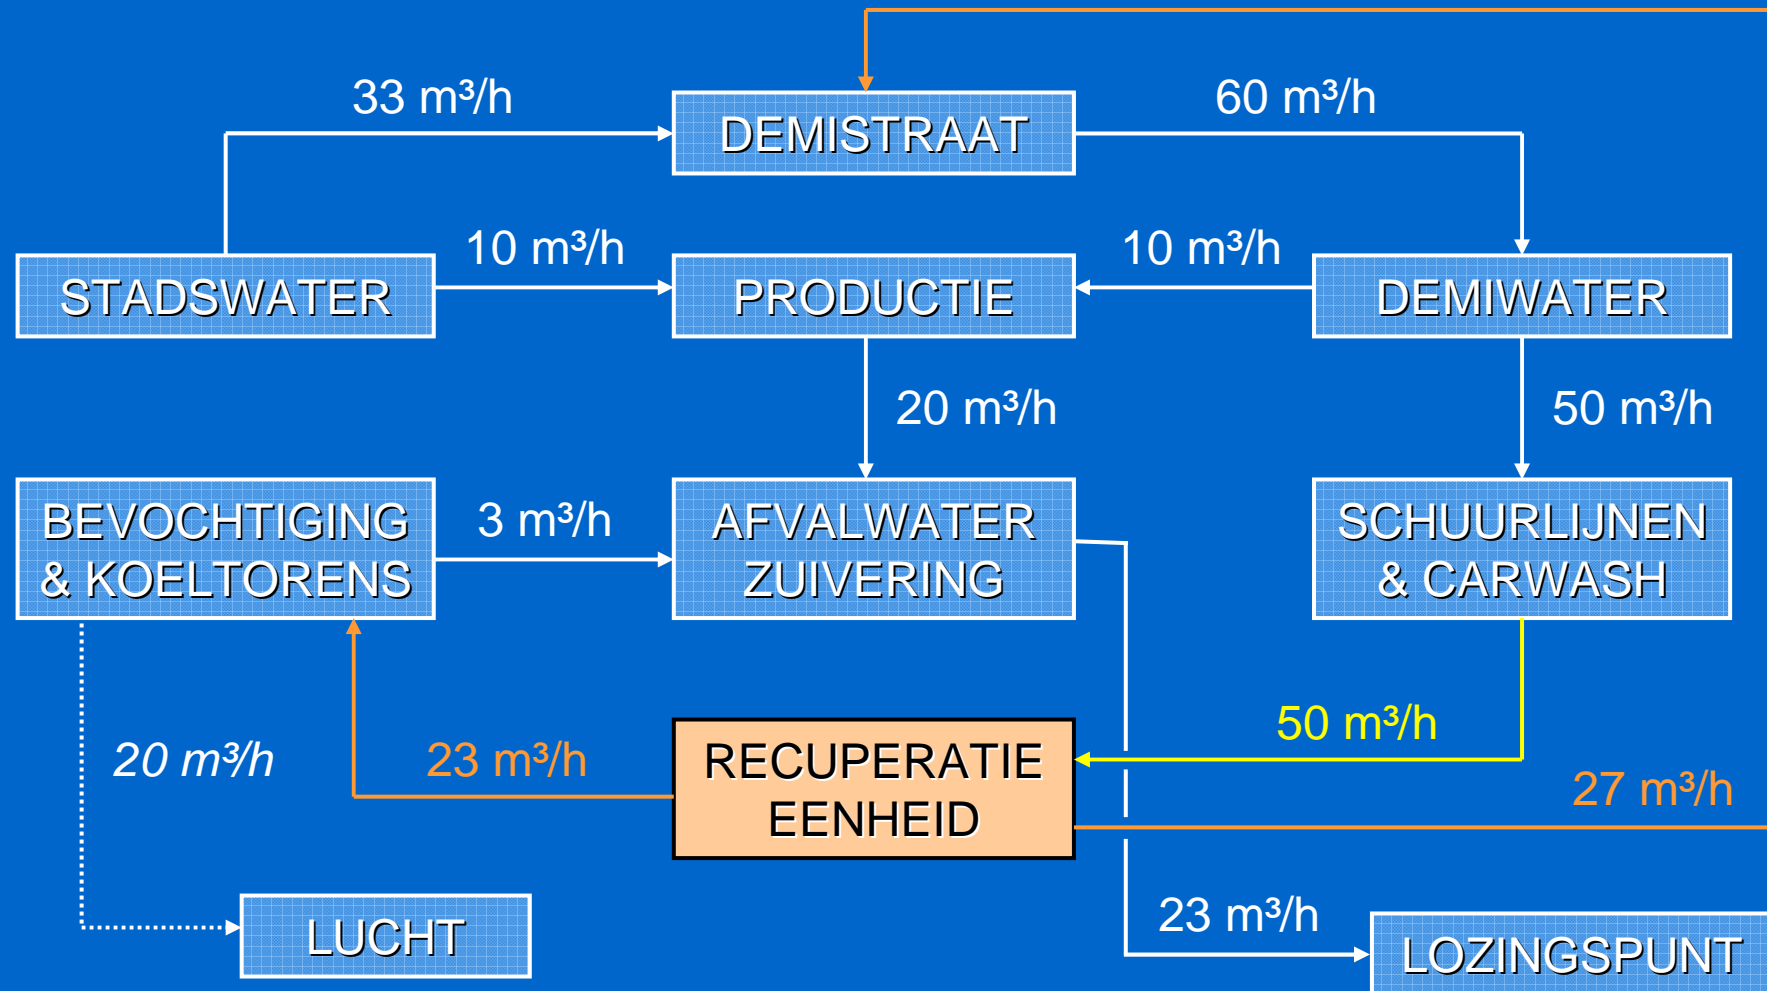 33 m³/h
DEMISTRAAT
60 m³/h
10 m³/h
10 m³/h
STADSWATER
PRODUCTIE
DEMIWATER
20 m³/h
50 m³/h
BEVOCHTIGING
& KOELTORENS
3 m³/h
AFVALWATER
ZUIVERING
SCHUURLIJNEN
& CARWASH
20 m³/h
23 m³/h
RECUPERATIE
EENHEID
50 m³/h
27 m³/h
LUCHT
23 m³/h
LOZINGSPUNT